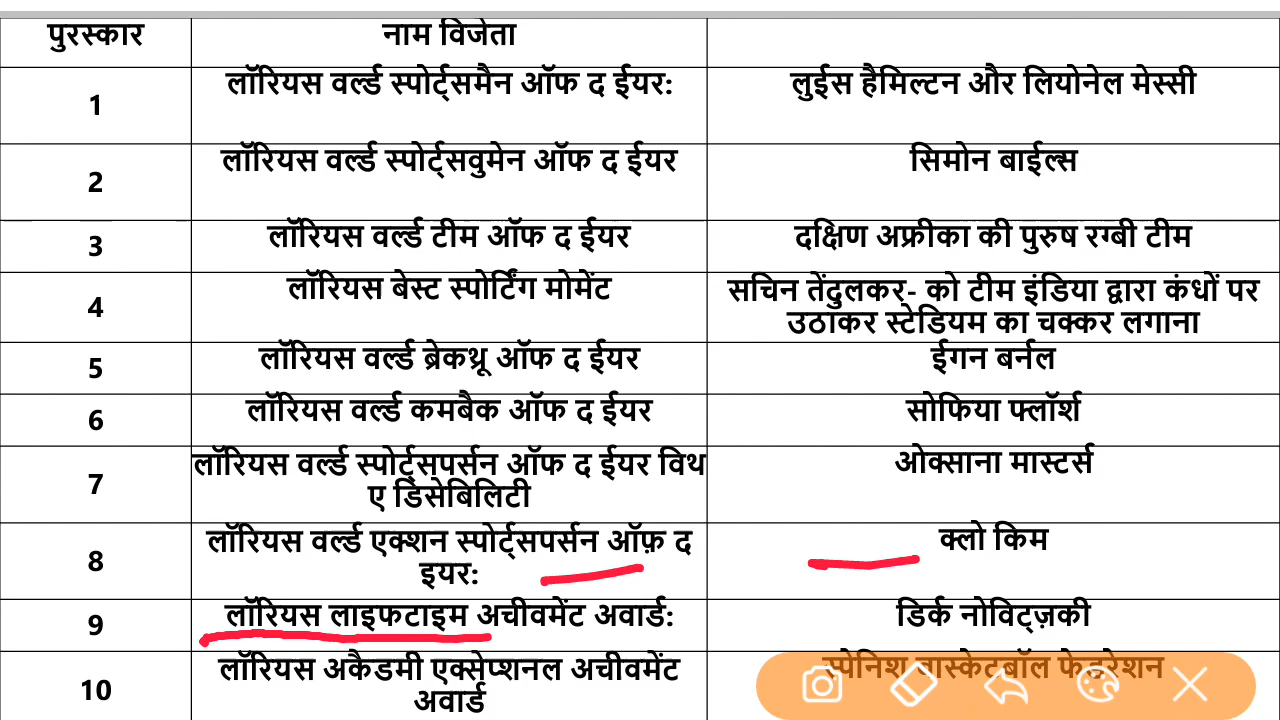 पुरस्कार नाम विजेता
1 लॉरियस वर्ल्ड स्पोर्ट्समैन ऑफ द ईयर: लुईस हैमिल्टन और लियोनेल मेस्सी
2 लॉरियस वर्ल्ड स्पोर्ट्सवुमेन ऑफ द ईयर सिमोन बाईल्स
3 लॉरियस वर्ल्ड टीम ऑफ द ईयर दक्षिण अफ्रीका की पुरुष रग्बी टीम
4 लॉरियस बेस्ट स्पोर्टिंग मोमेंट सचिन तेंदुलकर- को टीम इंडिया द्वारा कंधों पर
उठाकर स्टेडियम का चक्कर लगाना
5 लॉरियस वर्ल्ड ब्रेकथ्रू ऑफ द ईयर ईगन बर्नल
6 लॉरियस वर्ल्ड कमबैक ऑफ द ईयर सोफिया फ्लॉर्श
7 लॉरियस वर्ल्ड स्पोर्ट्सपर्सन ऑफ द ईयर विथ ओक्साना मास्टर्स
ए डिसेबिलिटी
8 लॉरियस वर्ल्ड एक्शन स्पोर्ट्सपर्सन ऑफ़ द क्लो किम
इयर:
9 लॉरियस लाइफटाइम अचीवमेंट अवार्ड: डिर्क नोविट्ज़की
10 लॉरियस अकैडमी एक्सेप्शनल अचीवमेंट स्पेनिश बास्केटबॉल फेडरेशन
अवार्ड